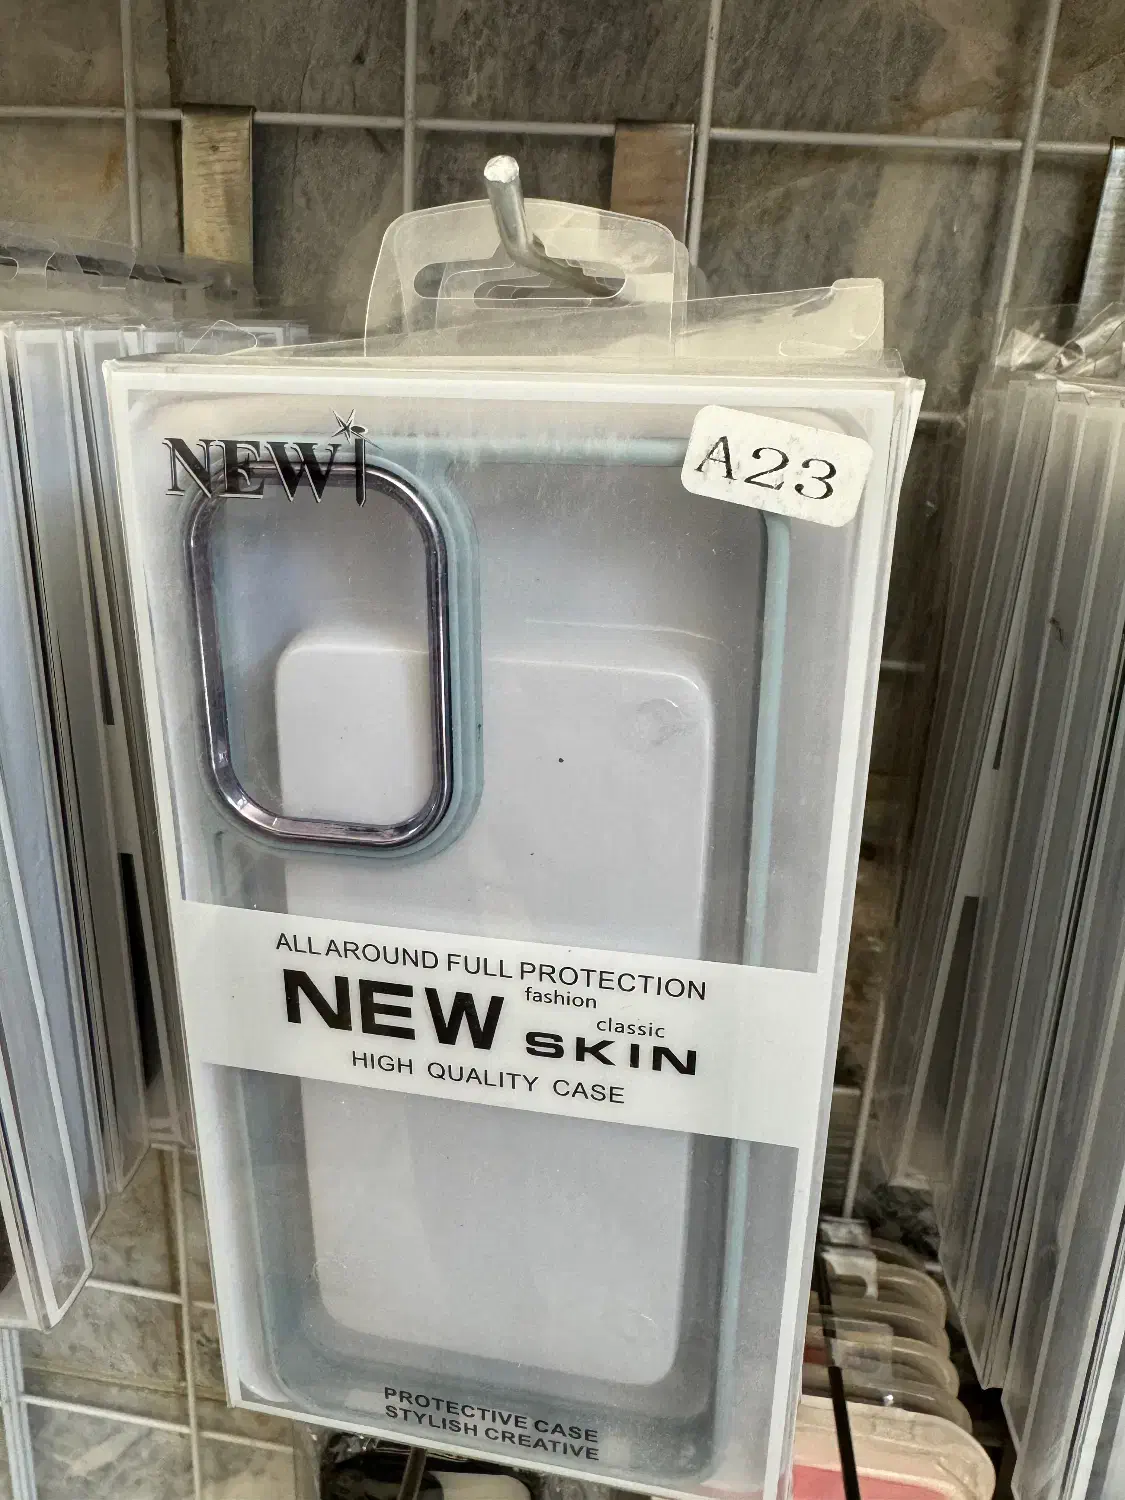 NEW
A23
ALL AROUND FULL PROTECTION
NEW fashion classic SKIN
HIGH QUALITY CASE
PROTECTIVE CASE
STYLISH CREATIVE